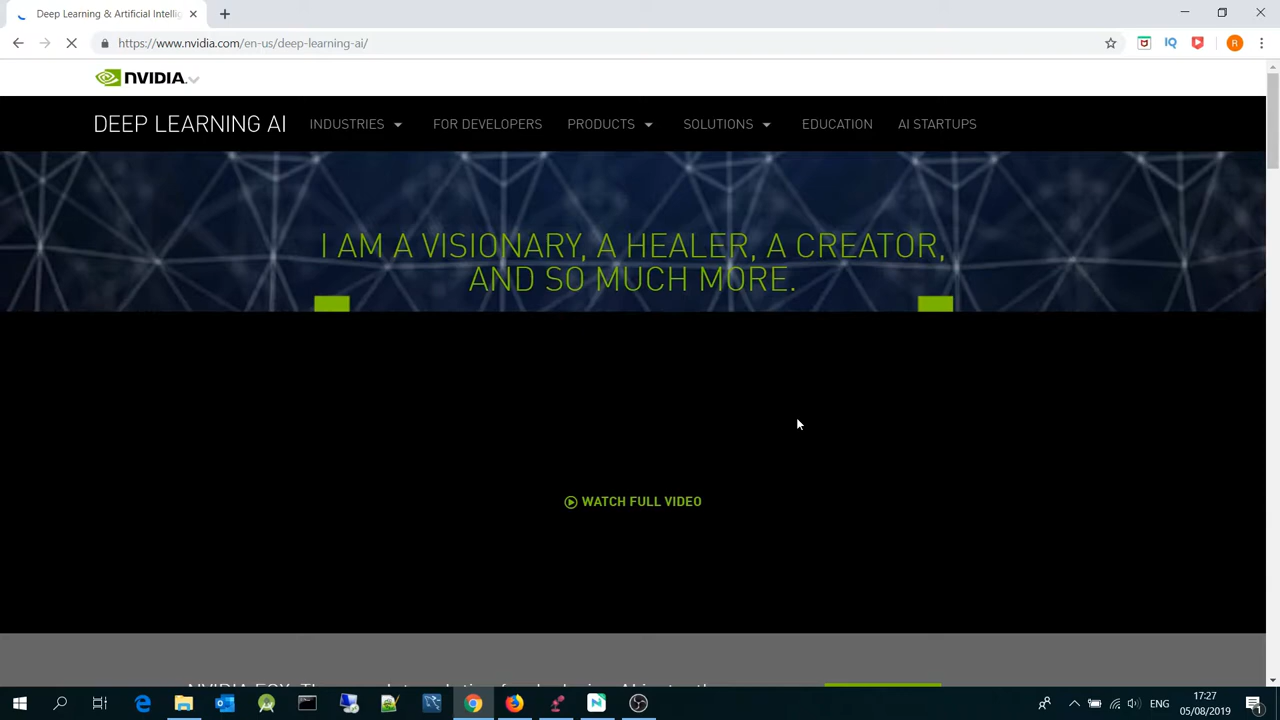 Deep Learning & Artificial Intellig
https://www.nvidia.com/en-us/deep-learning-ai/
NVIDIA.
DEEP LEARNING AI
INDUSTRIES
FOR DEVELOPERS
PRODUCTS
SOLUTIONS
EDUCATION
AI STARTUPS
I AM A VISIONARY, A HEALER, A CREATOR,
AND SO MUCH MORE.
WATCH FULL VIDEO
ENG
17:27
05/08/2019